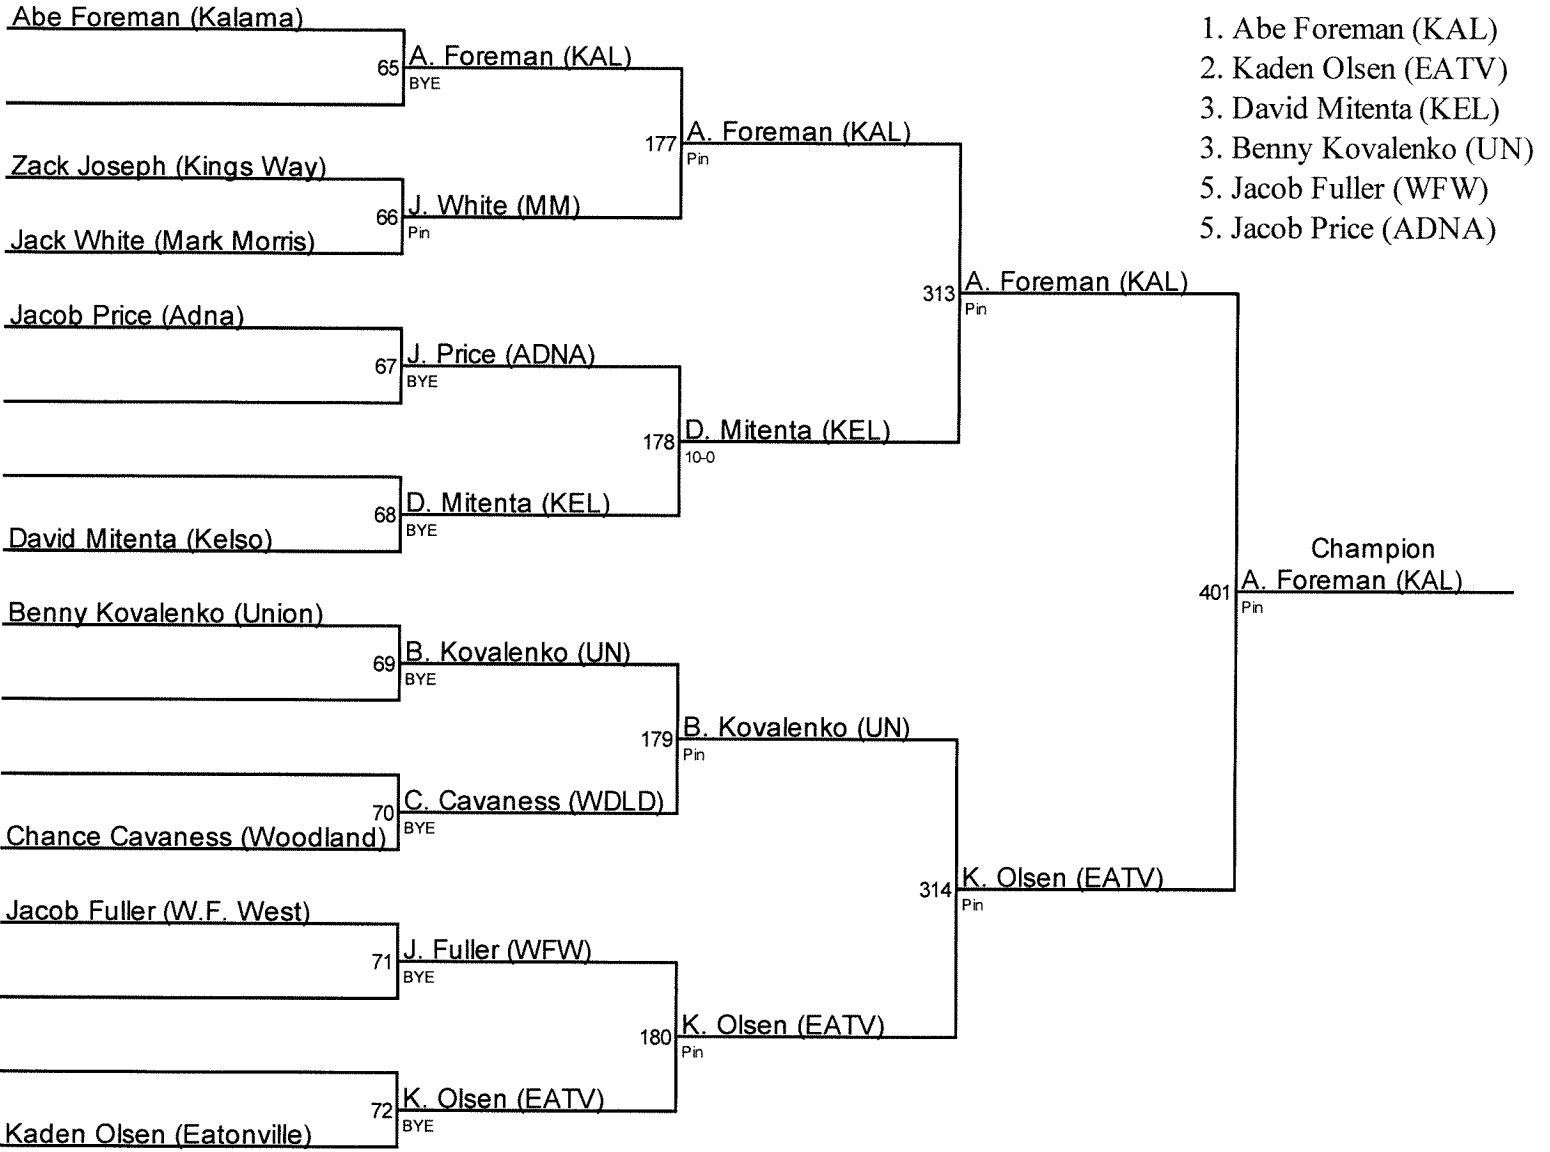 Abe Foreman (Kalama)
65
A. Foreman (KAL)
BYE
Zack Joseph (Kings Way)
66
J. White (MM)
Pin
Jack White (Mark Morris)
177
A. Foreman (KAL)
Pin
Jacob Price (Adna)
67
J. Price (ADNA)
BYE
178
D. Mitenta (KEL)
10-0
68
D. Mitenta (KEL)
BYE
David Mitenta (Kelso)
313
A. Foreman (KAL)
Pin
Benny Kovalenko (Union)
69
B. Kovalenko (UN)
BYE
179
B. Kovalenko (UN)
Pin
70
C. Cavaness (WDLD)
BYE
Chance Cavaness (Woodland)
314
K. Olsen (EATV)
Pin
Jacob Fuller (W.F. West)
71
J. Fuller (WFW)
BYE
180
K. Olsen (EATV)
Pin
72
K. Olsen (EATV)
BYE
Kaden Olsen (Eatonville)
Champion
401
A. Foreman (KAL)
Pin
1. Abe Foreman (KAL)
2. Kaden Olsen (EATV)
3. David Mitenta (KEL)
3. Benny Kovalenko (UN)
5. Jacob Fuller (WFW)
5. Jacob Price (ADNA)